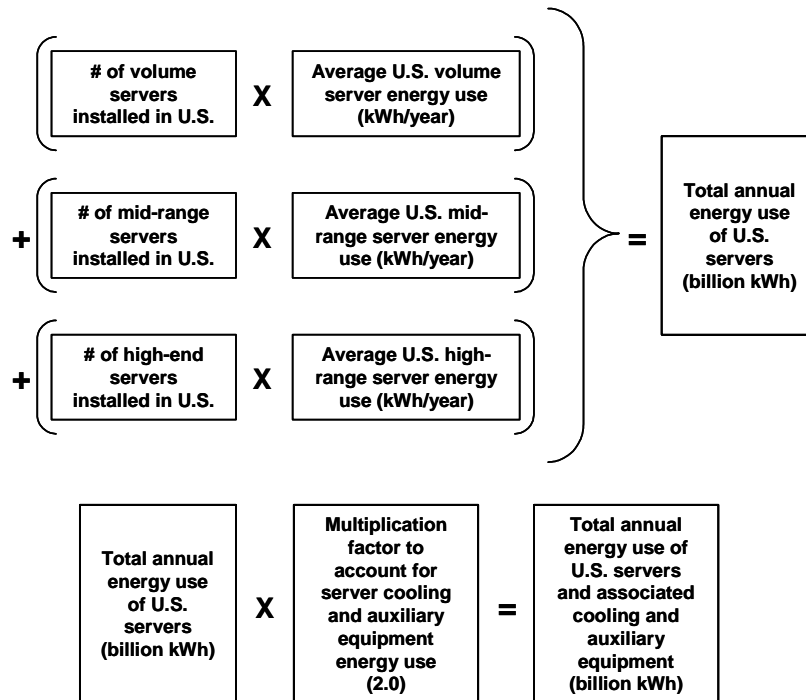 # of volume
servers
installed in U.S.
X
Average U.S. volume
server energy use
(kWh/year)
+
# of mid-range
servers
installed in U.S.
X
Average U.S. mid-
range server energy
use (kWh/year)
+
# of high-end
servers
installed in U.S.
X
Average U.S. high-
range server energy
use (kWh/year)
=
Total annual
energy use
of U.S.
servers
(billion kWh)
Total annual
energy use
of U.S.
servers
(billion kWh)
X
Multiplication
factor to
account for
server cooling
and auxiliary
equipment
energy use
(2.0)
=
Total annual
energy use of
U.S. servers
and associated
cooling and
auxiliary
equipment
(billion kWh)